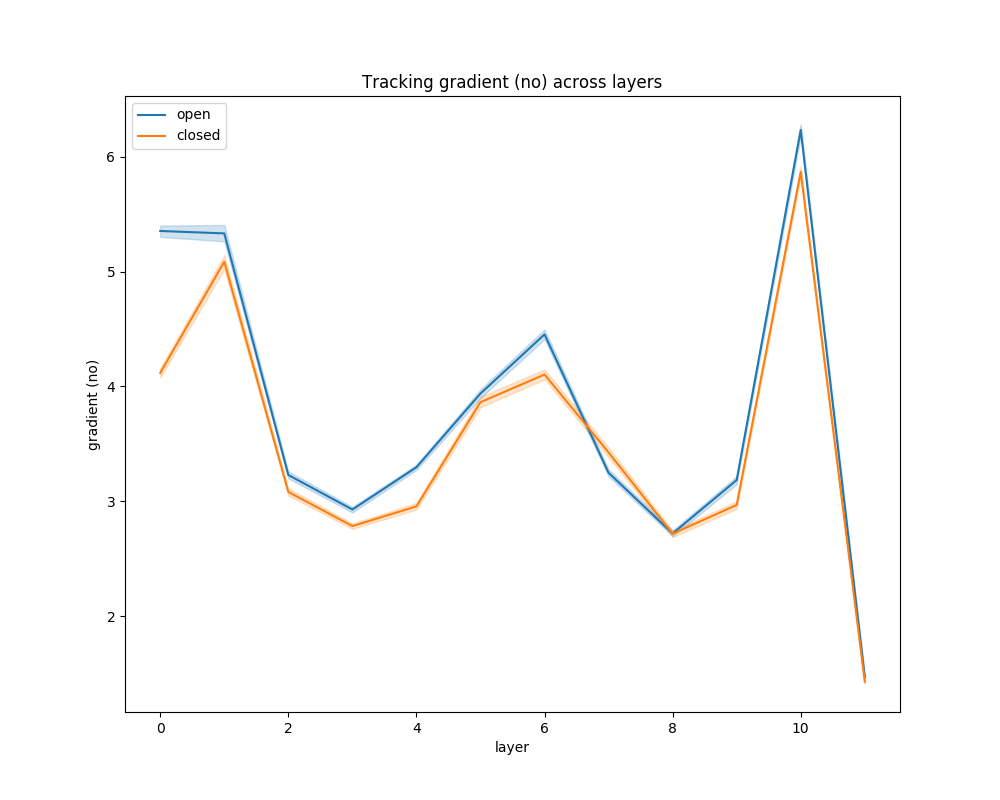 Tracking gradient (no) across layers
open
closed
gradient (no)
6
5
4
3
2
0 2 4 6 8 10
layer